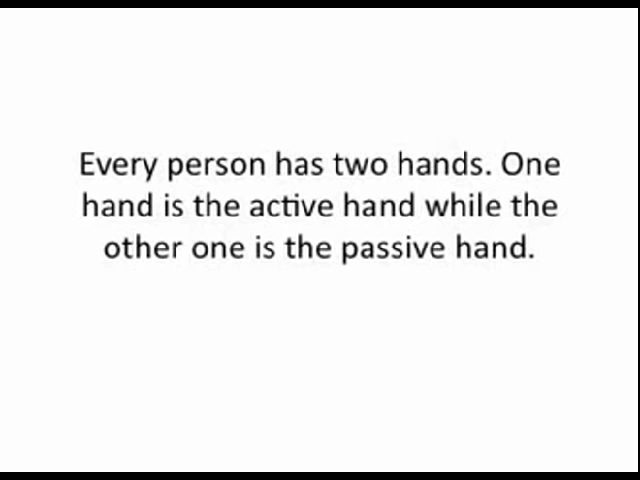 Every person has two hands. One
hand is the active hand while the
other one is the passive hand.